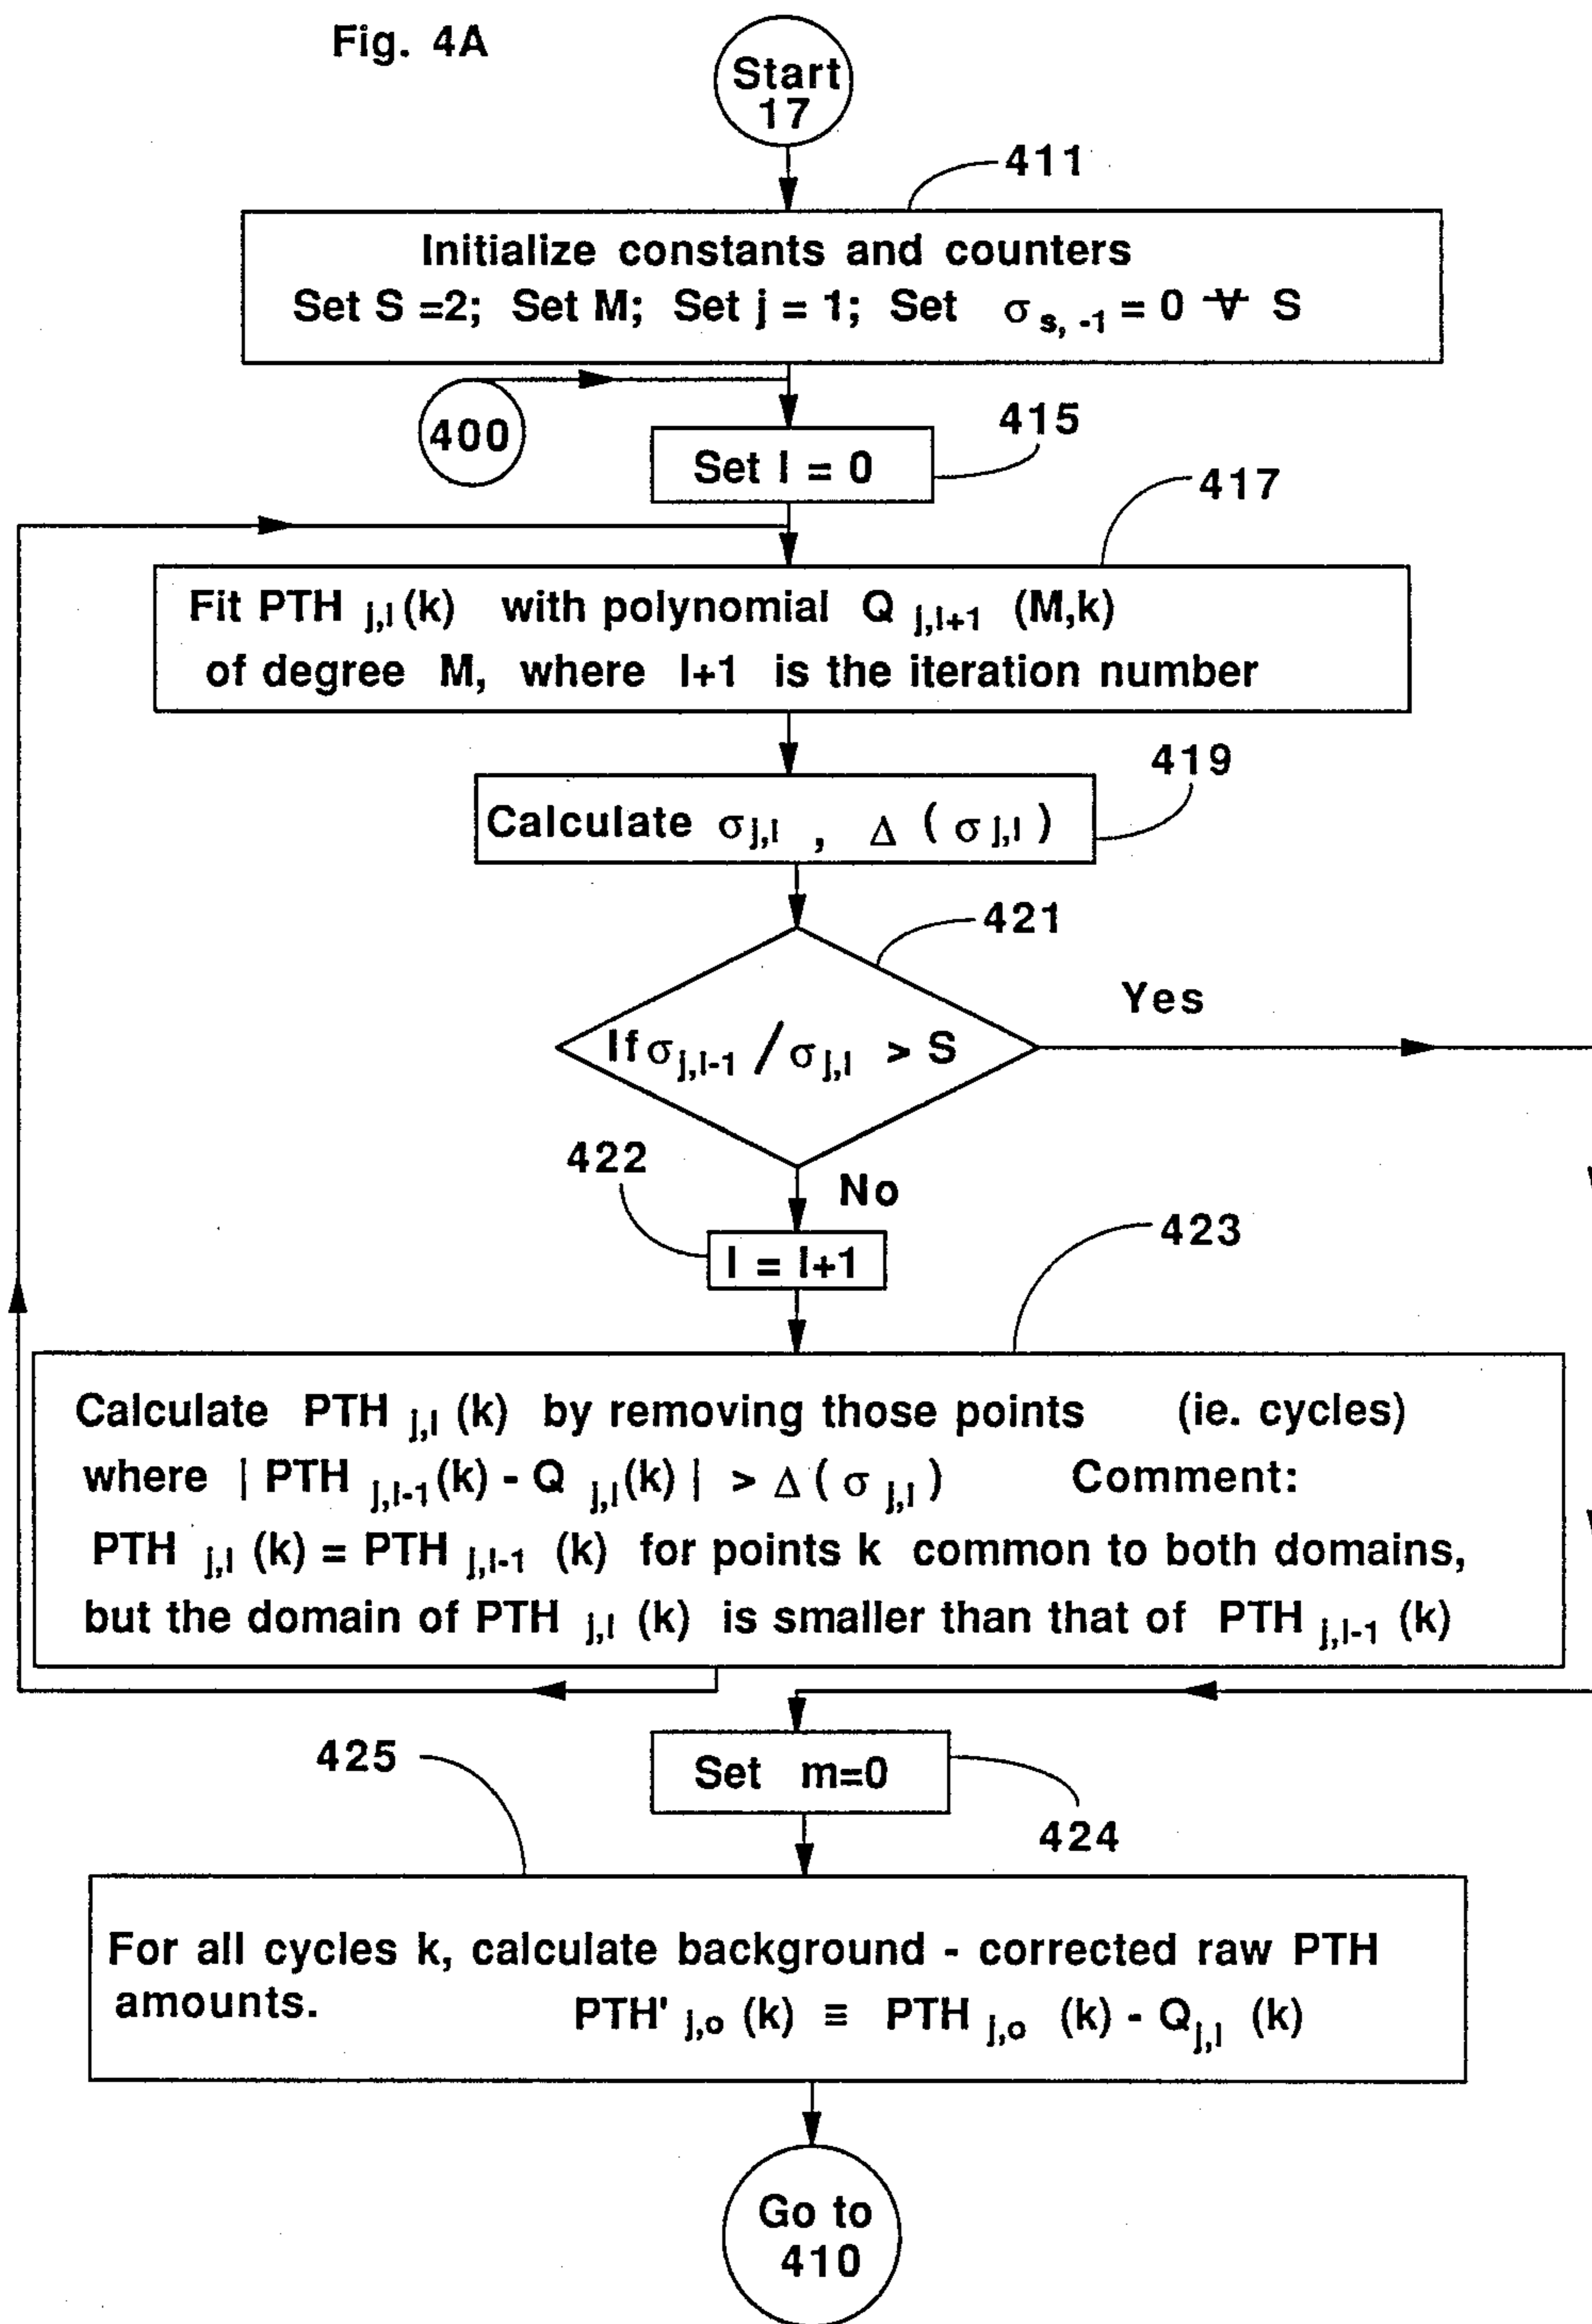 Fig. 4A
Start
17
411
Initialize constants and counters
Set S =2; Set M; Set j = 1; Set σ s, -1 = 0 ∀ S
400
415
Set l = 0
417
Fit PTH j,l (k) with polynomial Q j,l+1 (M,k)
of degree M, where l+1 is the iteration number
419
Calculate σ j,l , Δ ( σ j,l )
421
Yes
If σ j,l-1 / σ j,l > S
422
No
l = l+1
423
Calculate PTH j,l (k) by removing those points (ie. cycles)
where | PTH j,l-1 (k) - Q j,l (k) | > Δ ( σ j,l ) Comment:
PTH j,l (k) = PTH j,l-1 (k) for points k common to both domains,
but the domain of PTH j,l (k) is smaller than that of PTH j,l-1 (k)
425
Set m=0
424
For all cycles k, calculate background - corrected raw PTH
amounts. PTH' j,o (k) ≡ PTH j,o (k) - Q j,l (k)
Go to
410